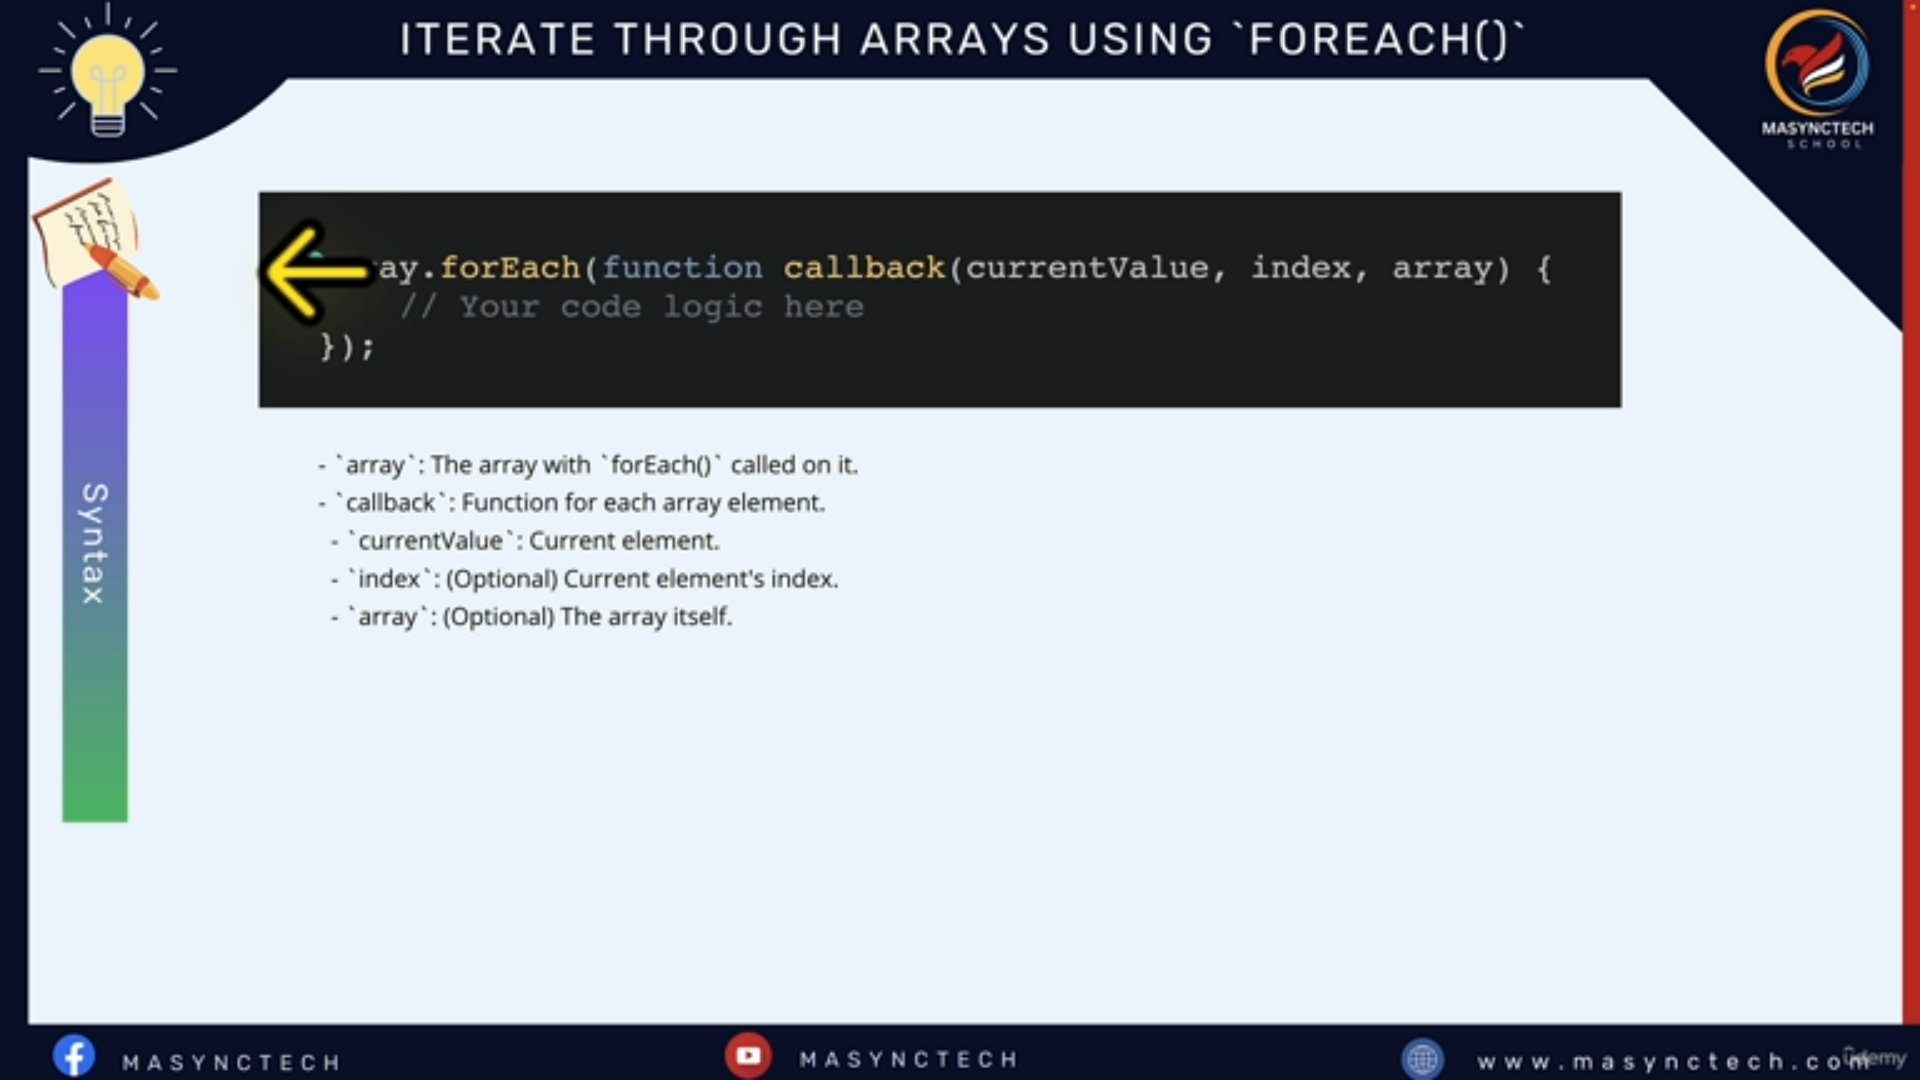 ITERATE THROUGH ARRAYS USING `FOREACH()`
MASYNCTECH
SCHOOL
ay.forEach(function callback(currentValue, index, array) {
// Your code logic here
});
- `array`: The array with `forEach()` called on it.
- `callback`: Function for each array element.
- `currentValue`: Current element.
- `index`: (Optional) Current element's index.
- `array`: (Optional) The array itself.
Syntax
MASYNCTECH
MASYNCTECH
www.masynctech.com
Udemy